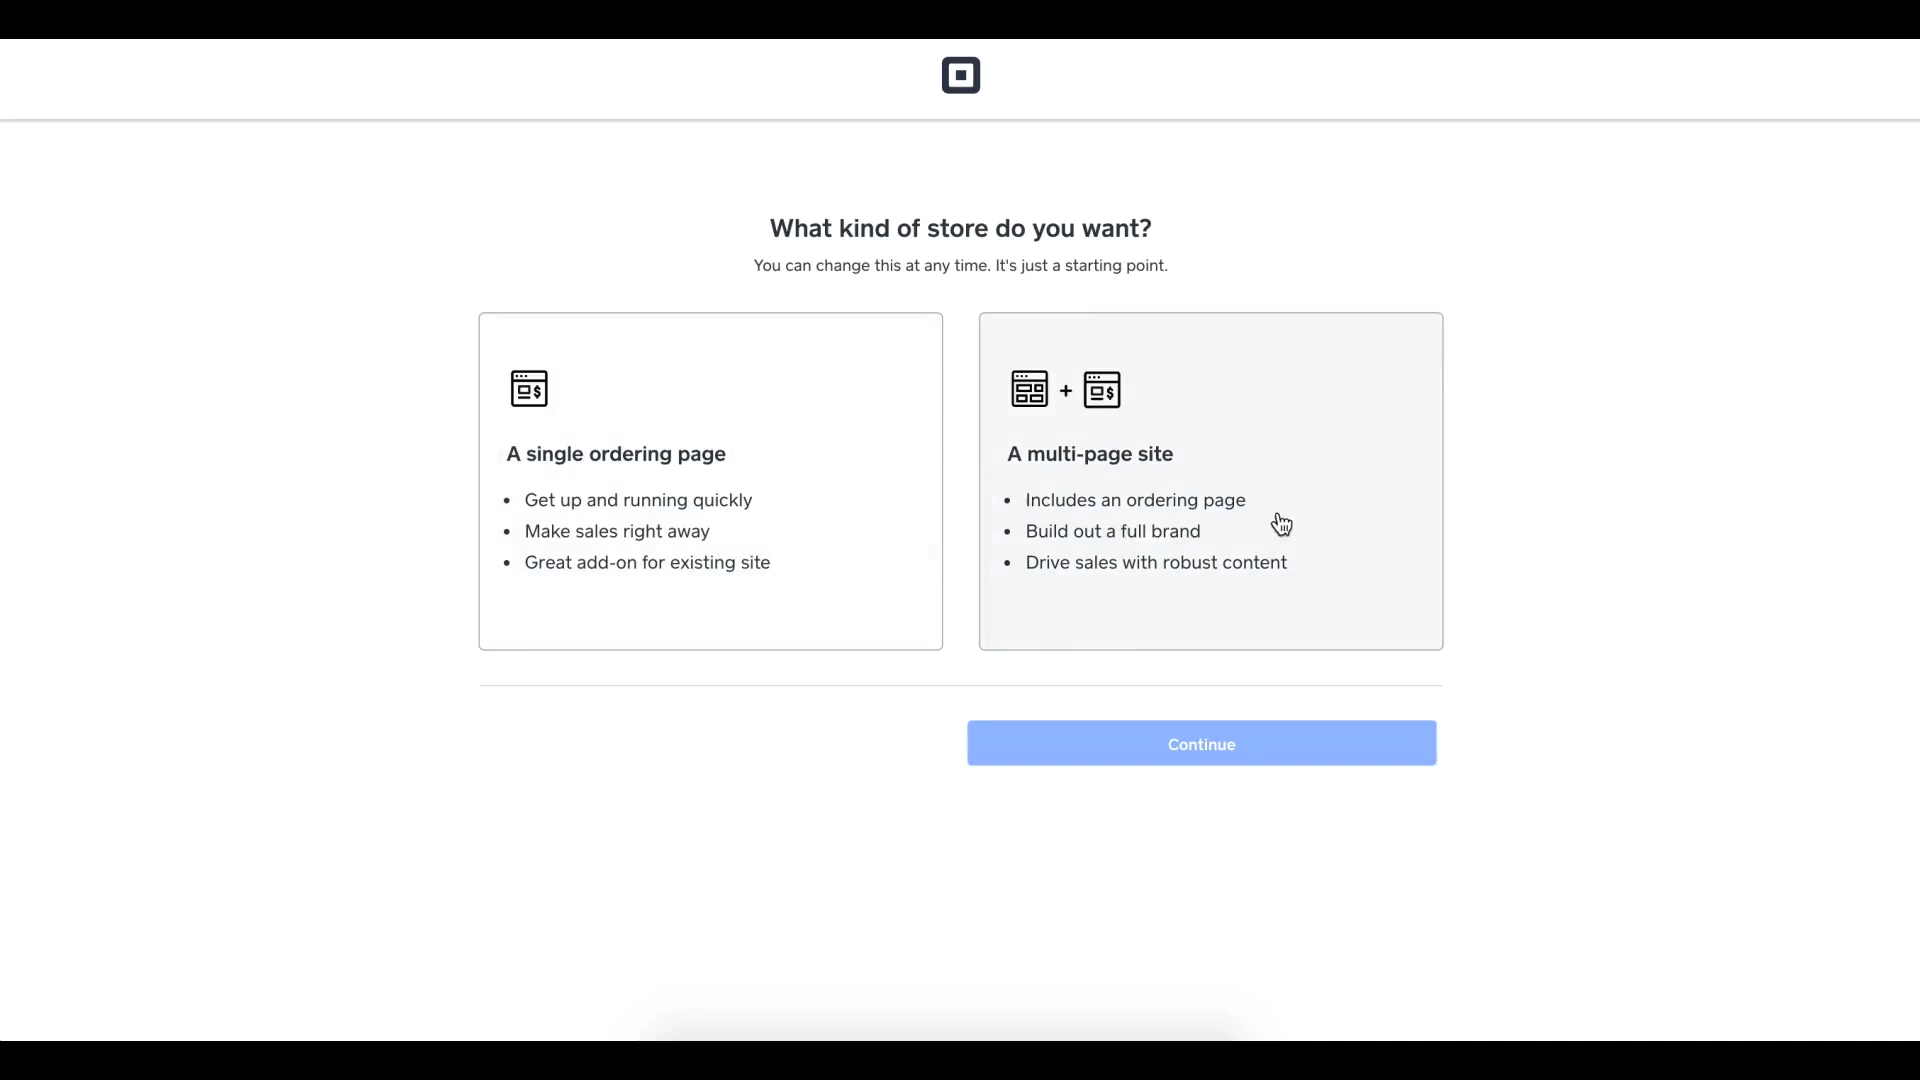 What kind of store do you want?
You can change this at any time. It's just a starting point.
A single ordering page
• Get up and running quickly
• Make sales right away
• Great add-on for existing site
+
A multi-page site
• Includes an ordering page
• Build out a full brand
• Drive sales with robust content
Continue